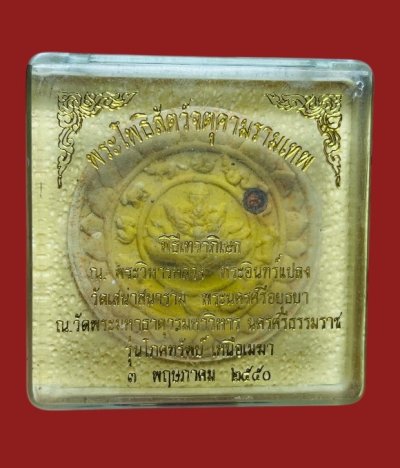 พระโพธิสัตว์จตุคามรามเทพ
พิธีเทวาภิเษก
ณ. พระวิหารหลวง พระอินทร์แปลง
วัดเสนาสนาราม พระนครศรีอยุธยา
ณ.วัดพระมหาธาตุวรมหาวิหาร นครศรีธรรมราช
รุ่นโภคทรัพย์ เหนือเมฆา
๓ พฤษภาคม ๒๕๕๐